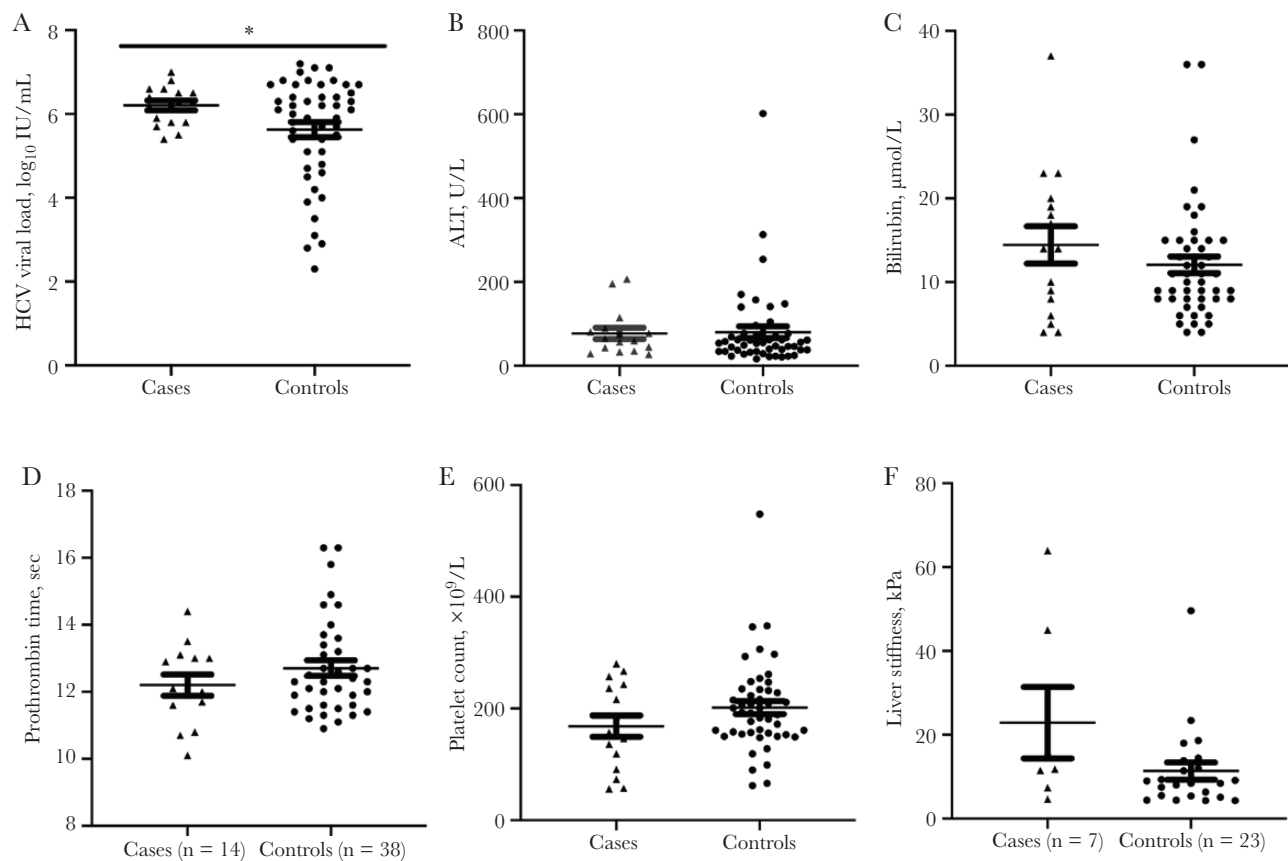 A
HCV viral load, log₁₀ IU/mL
8
6
4
2
0
*
Cases
Controls
B
ALT, U/L
800
600
400
200
0
Cases
Controls
C
Bilirubin, μmol/L
40
30
20
10
0
Cases
Controls
D
Prothrombin time, sec
18
16
14
12
10
8
Cases (n = 14)
Controls (n = 38)
E
Platelet count, ×10⁹/L
600
400
200
0
Cases
Controls
F
Liver stiffness, kPa
80
60
40
20
0
Cases (n = 7)
Controls (n = 23)